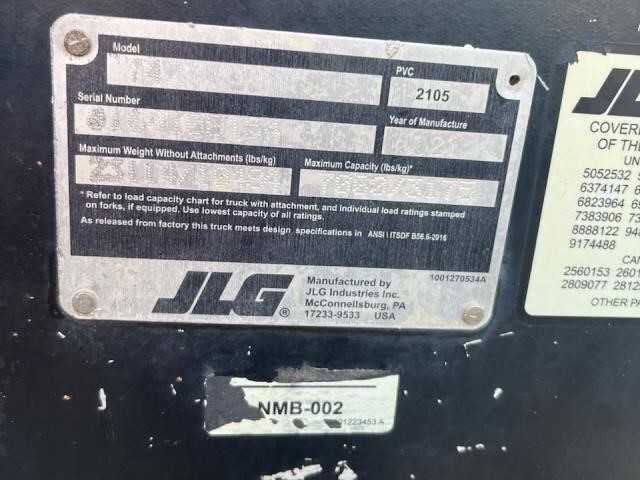 Model
PVC
2105
Serial Number
Year of Manufacture
Maximum Weight Without Attachments (lbs/kg)
Maximum Capacity (lbs/kg)*
* Refer to load capacity chart for truck with attachment, and individual load ratings stamped
on forks, if equipped. Use lowest capacity of all ratings.
As released from factory this truck meets design specifications in ANSI \ ITSDF B56.6-2016
JLG®
Manufactured by
JLG Industries Inc.
McConnellsburg, PA
17233-9533 USA
1001270534A
NMB-002
JL
COVERE
OF THE
UN
5052532
6374147
6823964
7383906
8888122
9174488
CAN
2560153
2809077
OTHER PA